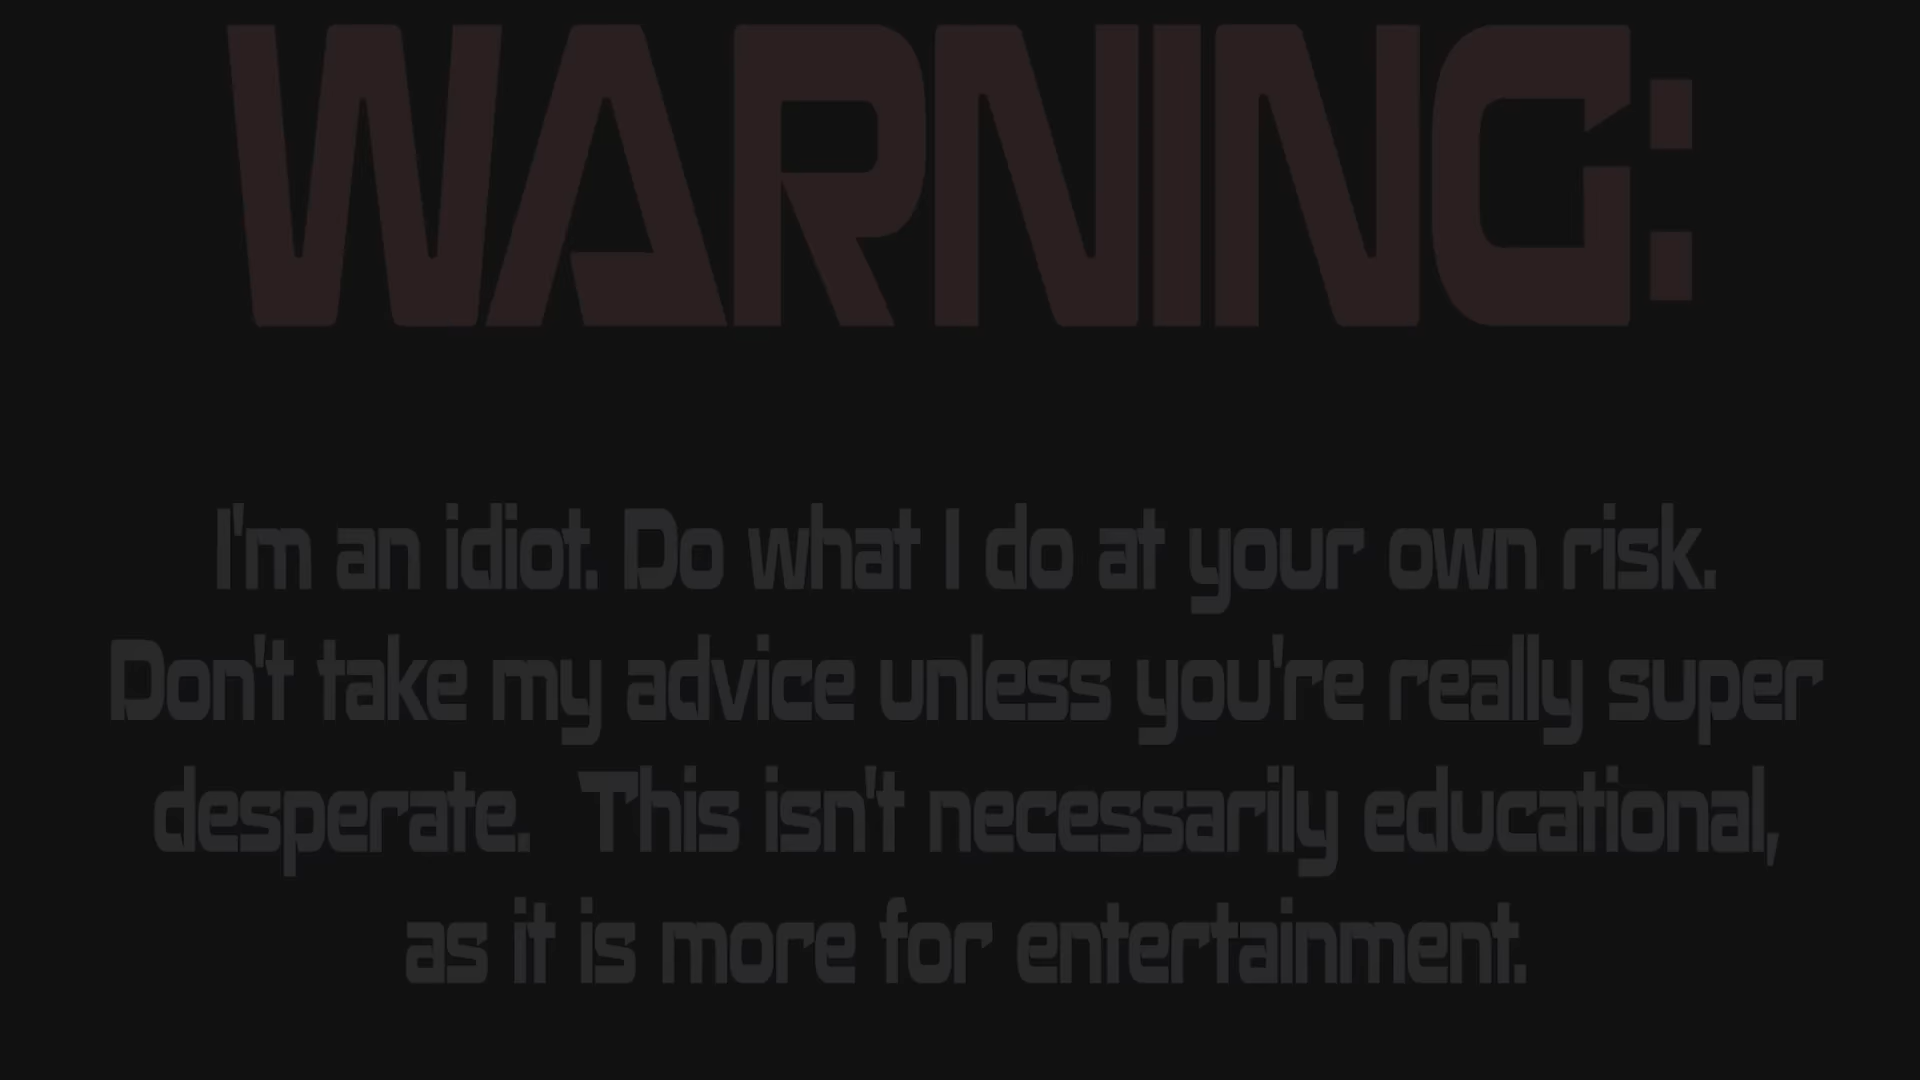 WARNING:
I'm an idiot. Do what I do at your own risk.
Don't take my advice unless you're really super
desperate.  This isn't necessarily educational,
as it is more for entertainment.